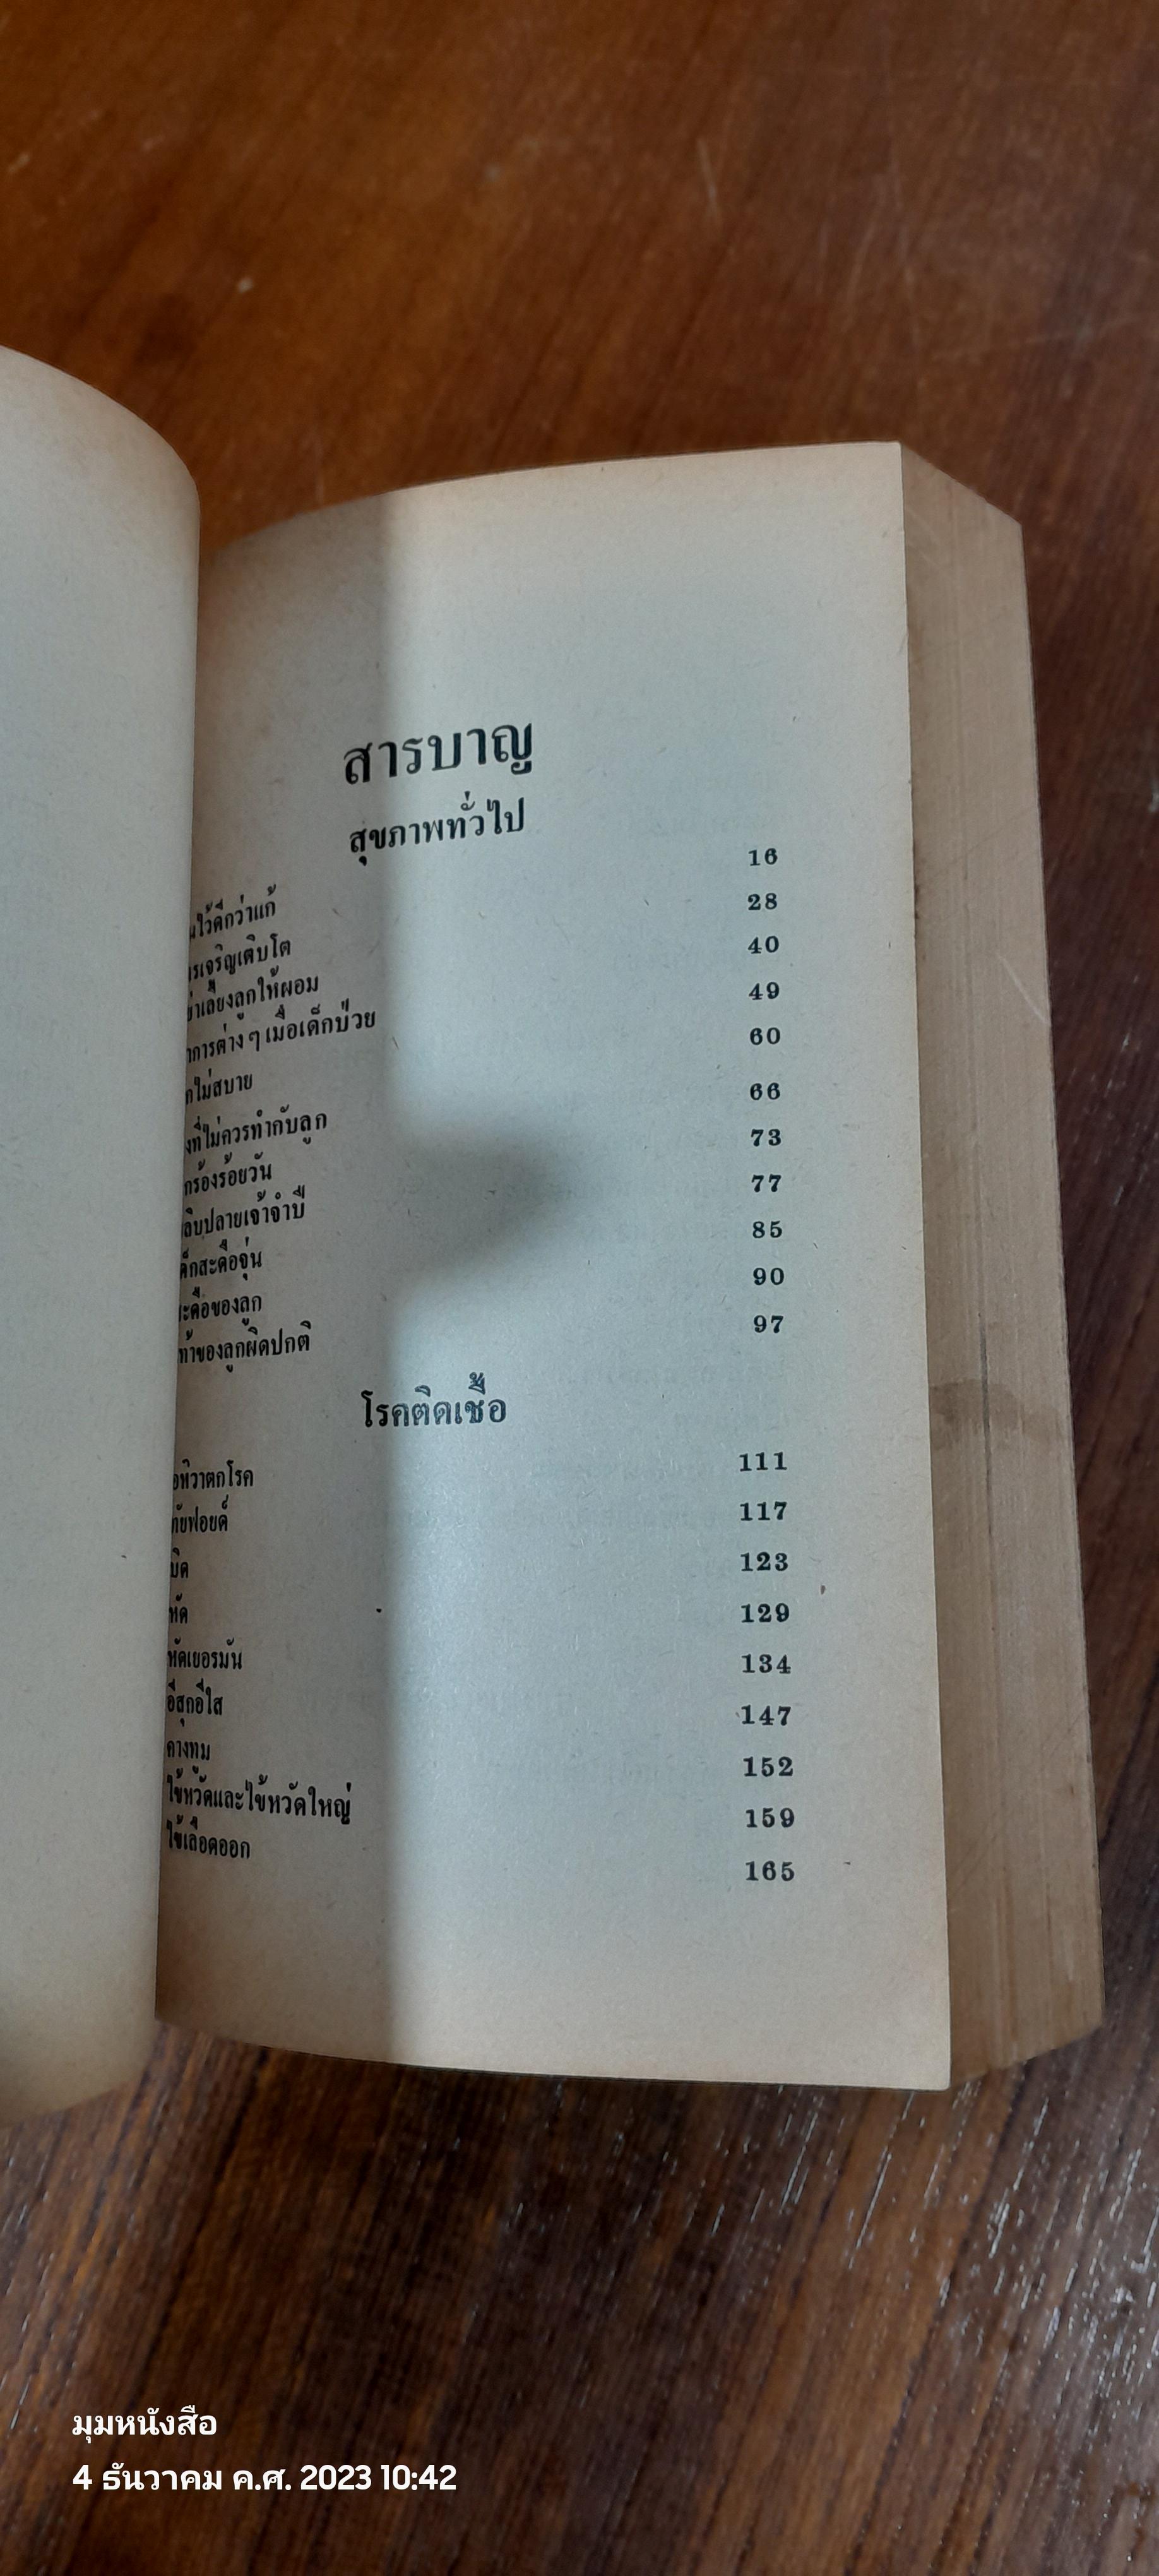 สารบาญ
สุขภาพทั่วไป
นไว้ดีกว่าแก้ 16
รเจริญเติบโต 28
ย่าเลี้ยงลูกให้ผอม 40
าการต่าง ๆ เมื่อเด็กป่วย 49
กไม่สบาย 60
งที่ไม่ควรทำกับลูก 66
กร้องร้อยวัน 73
ลิบปลายเจ้าจำปี 77
ด็กสะดือจุ่น 85
ะดือของลูก 90
ท้าของลูกผิดปกติ 97
โรคติดเชื้อ
อหิวาตกโรค 111
ทัยฟอยด์ 117
บิด 123
หัด 129
หัดเยอรมัน 134
อีสุกอีใส 147
คางทูม 152
ไข้หวัดและไข้หวัดใหญ่ 159
ไข้เลือดออก 165
มุมหนังสือ
4 ธันวาคม ค.ศ. 2023 10:42